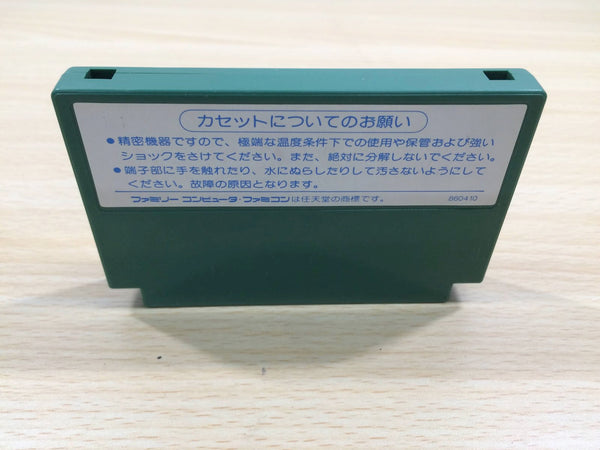 カセットについてのお願い
●精密機器ですので、極端な温度条件下での使用や保管および強い
ショックをさけてください。また、絶対に分解しないでください。
●端子部に手を触れたり、水にぬらしたりして汚さないようにして
ください。故障の原因となります。
ファミリー コンピュータ・ファミコンは任天堂の商標です。 860410